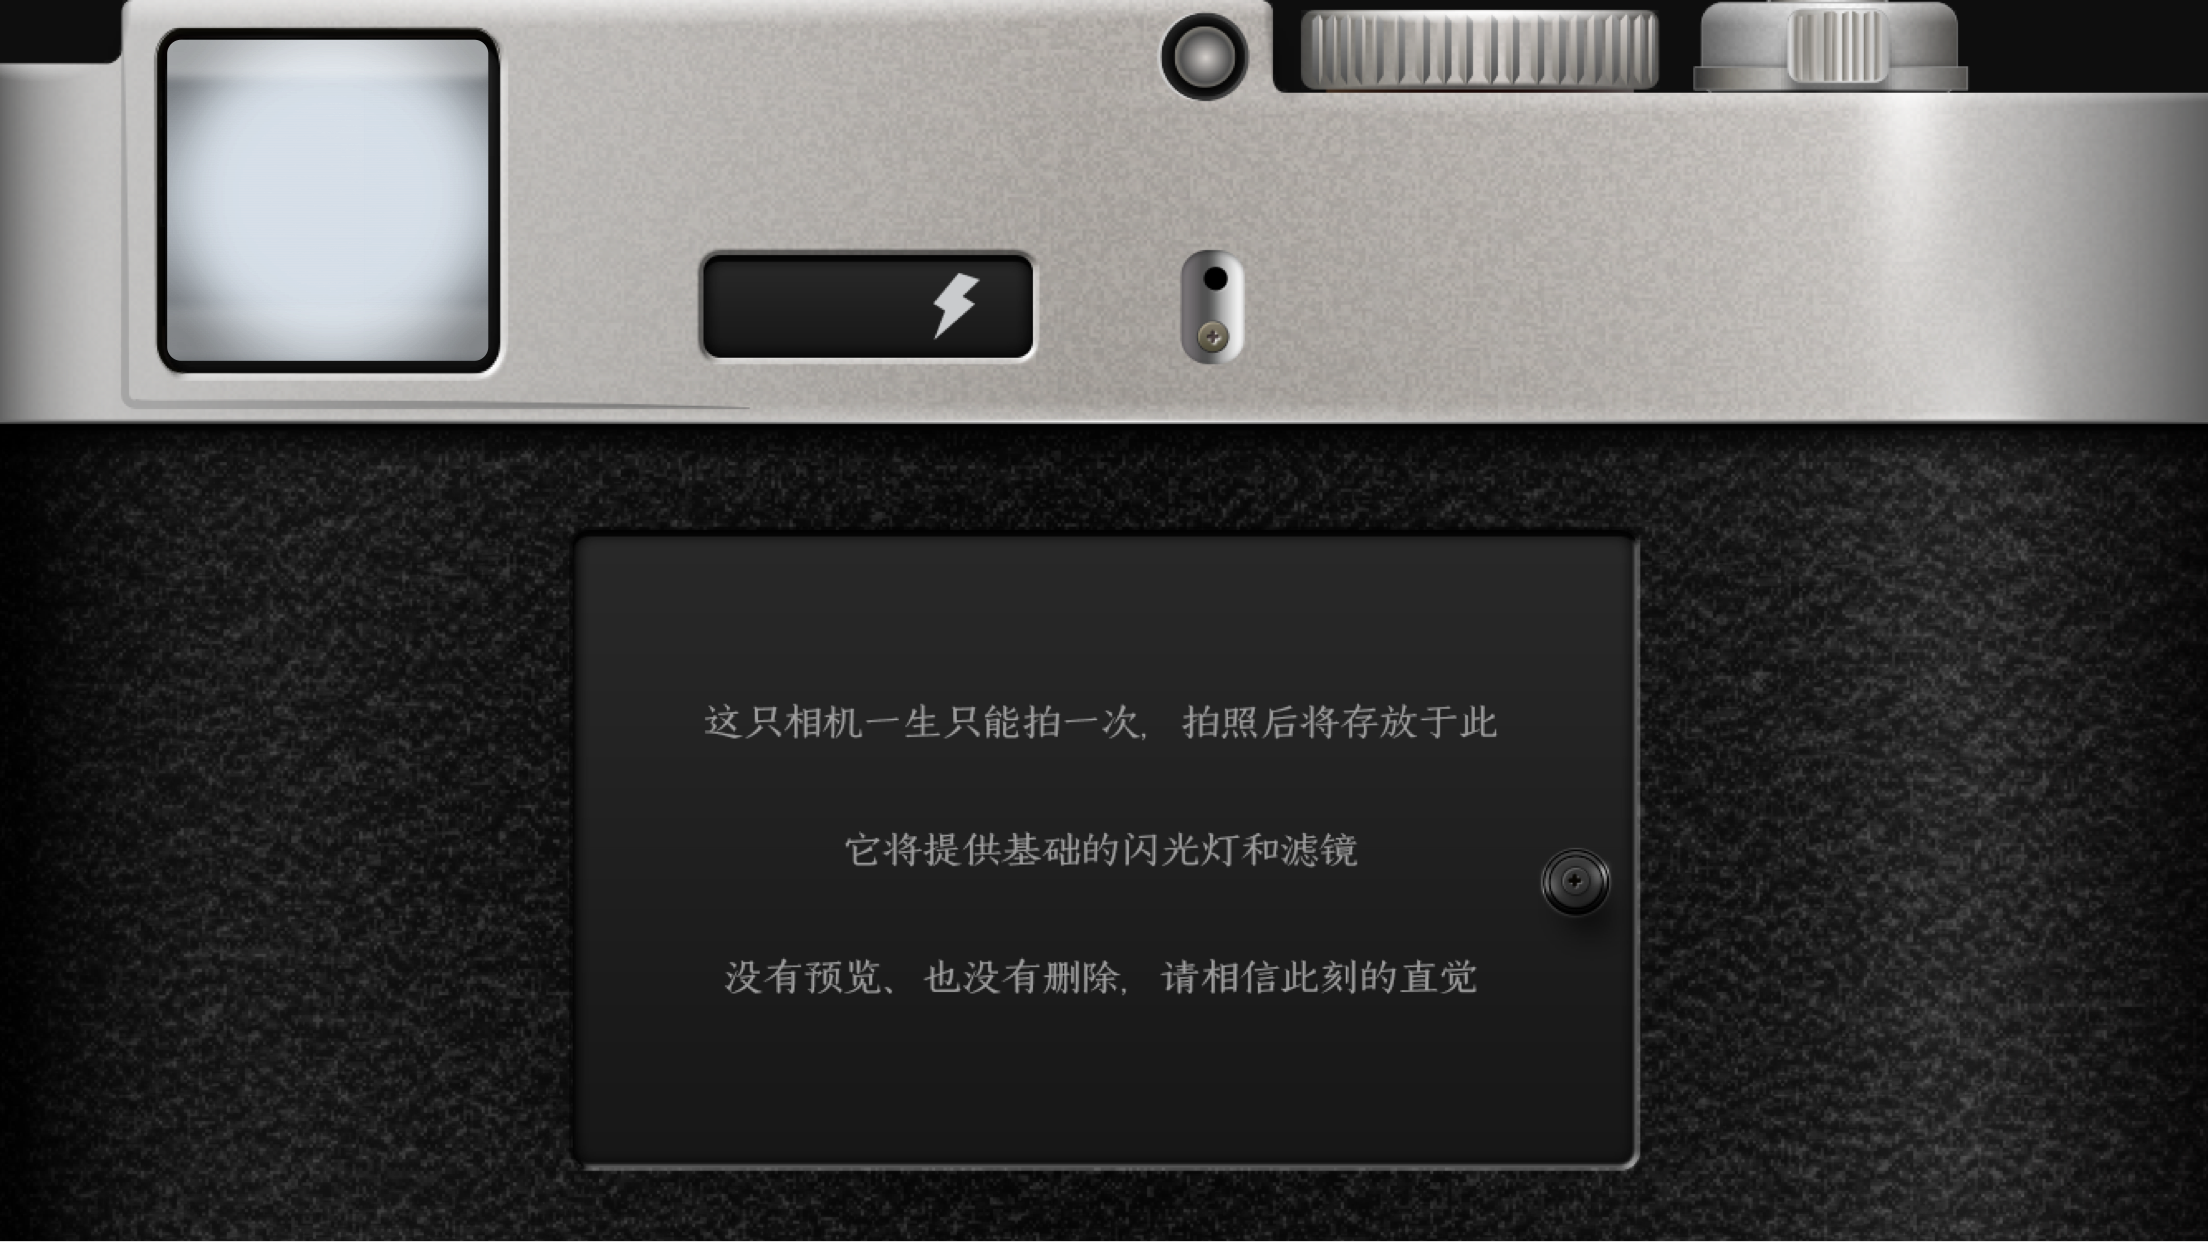 这只相机一生只能拍一次，拍照后将存放于此
它将提供基础的闪光灯和滤镜
没有预览、也没有删除，请相信此刻的直觉